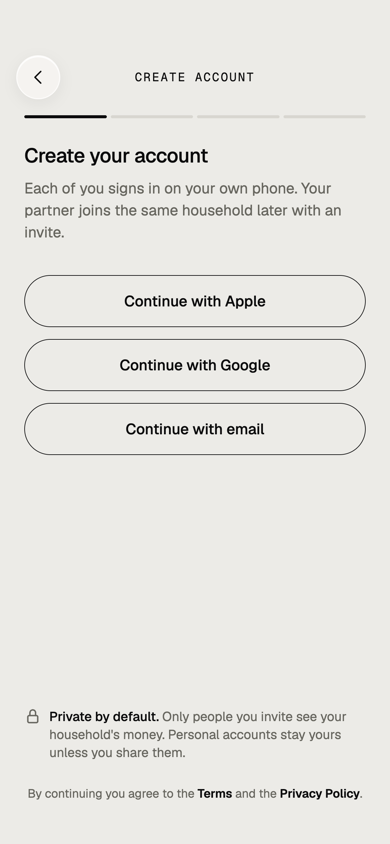 CREATE ACCOUNT
Create your account
Each of you signs in on your own phone. Your
partner joins the same household later with an
invite.
Continue with Apple
Continue with Google
Continue with email
Private by default. Only people you invite see your
household's money. Personal accounts stay yours
unless you share them.
By continuing you agree to the Terms and the Privacy Policy.